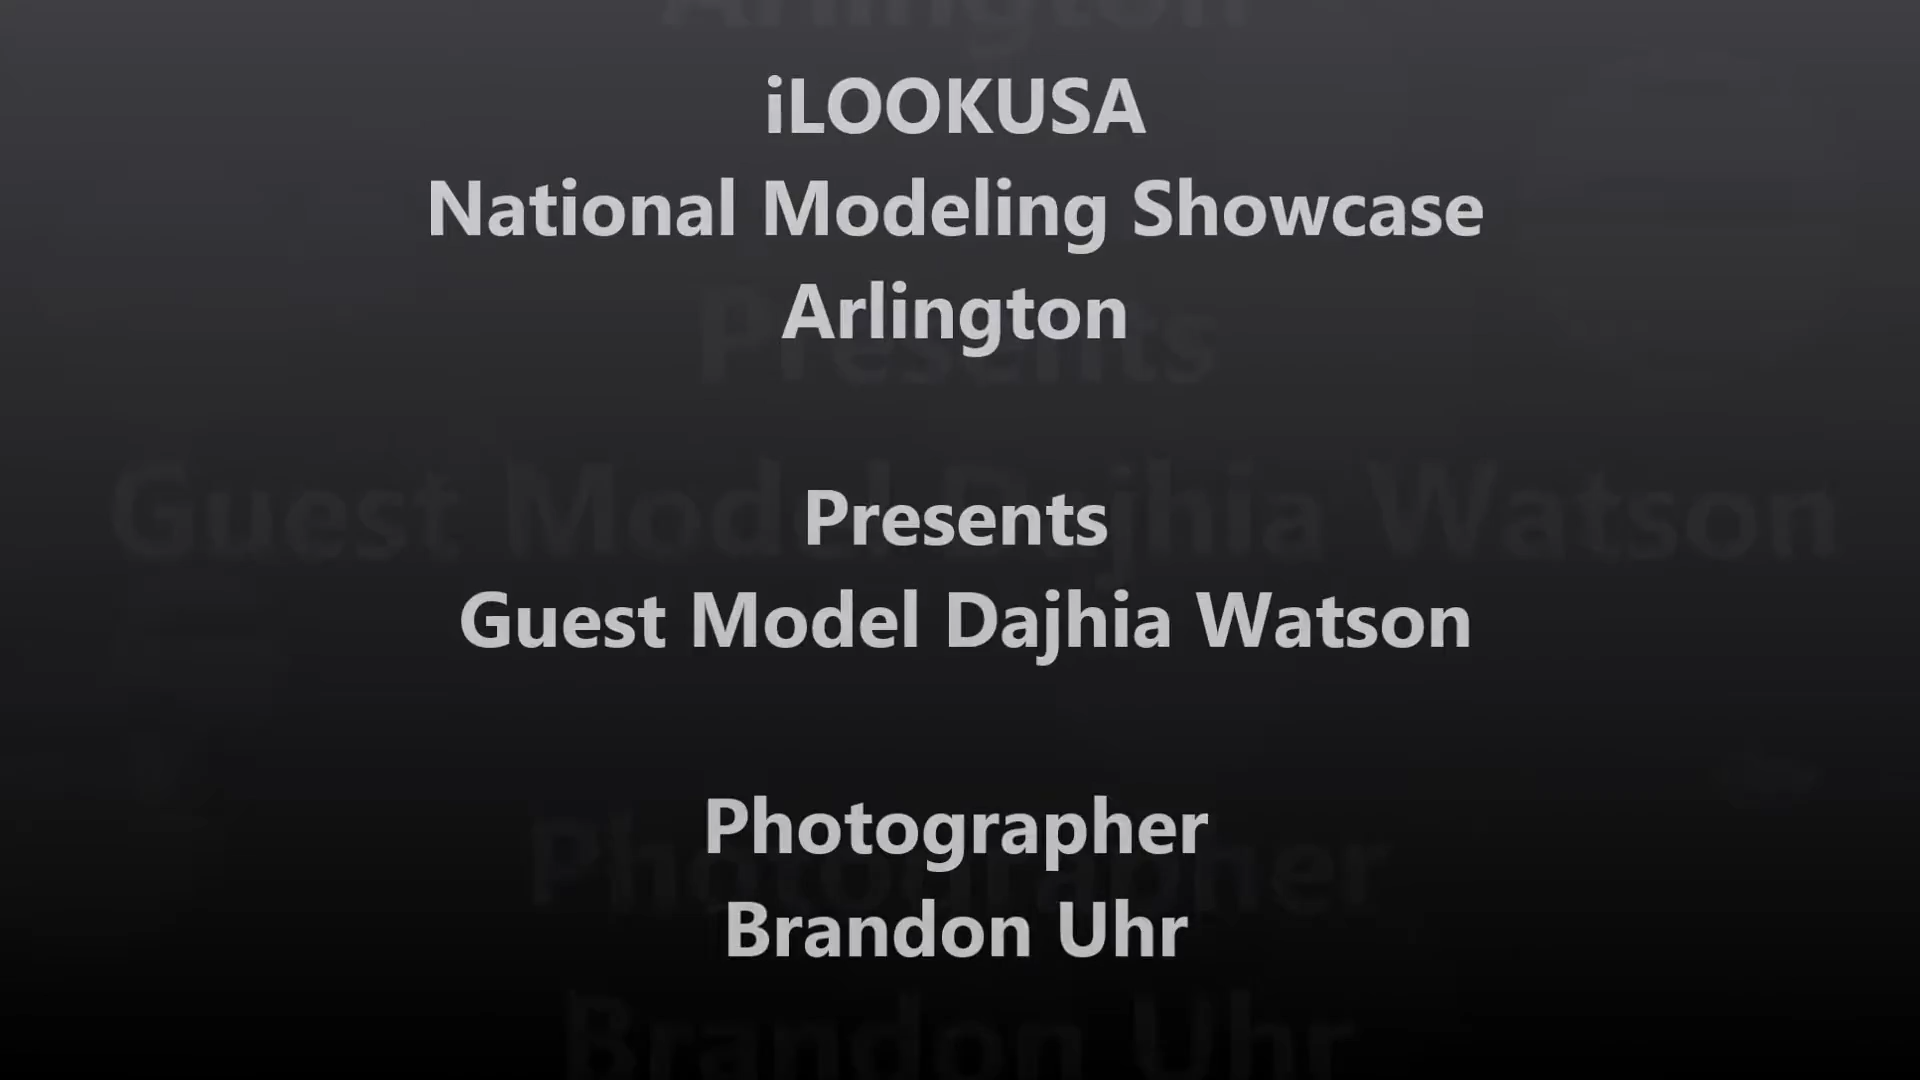 iLOOKUSA
National Modeling Showcase
Arlington
Presents
Guest Model Dajhia Watson
Photographer
Brandon Uhr